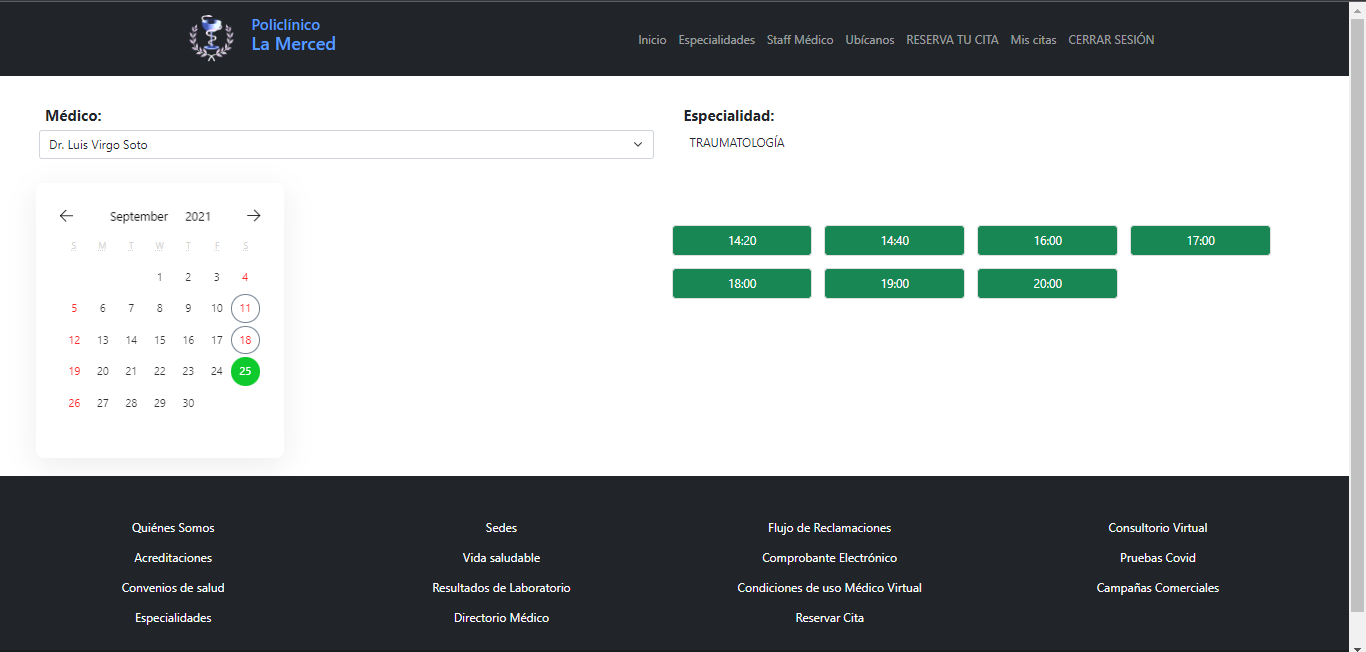 Policlínico
La Merced
Inicio Especialidades Staff Médico Ubícanos RESERVA TU CITA Mis citas CERRAR SESIÓN
Médico:
Dr. Luis Virgo Soto
Especialidad:
TRAUMATOLOGÍA
September 2021
S M T W T F S
1 2 3 4
5 6 7 8 9 10 11
12 13 14 15 16 17 18
19 20 21 22 23 24 25
26 27 28 29 30
14:20 14:40 16:00 17:00
18:00 19:00 20:00
Quiénes Somos Sedes Flujo de Reclamaciones Consultorio Virtual
Acreditaciones Vida saludable Comprobante Electrónico Pruebas Covid
Convenios de salud Resultados de Laboratorio Condiciones de uso Médico Virtual Campañas Comerciales
Especialidades Directorio Médico Reservar Cita